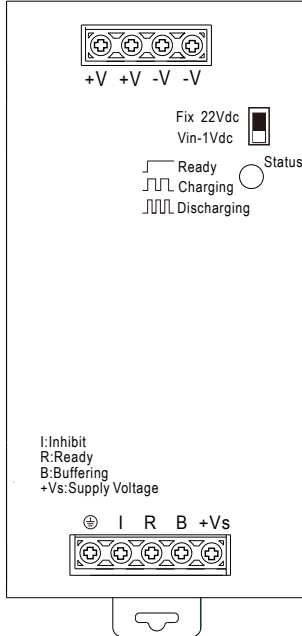 +V +V -V -V
Fix 22Vdc
Vin-1Vdc
Status
Ready
Charging
Discharging
I:Inhibit
R:Ready
B:Buffering
+Vs:Supply Voltage
I R B +Vs